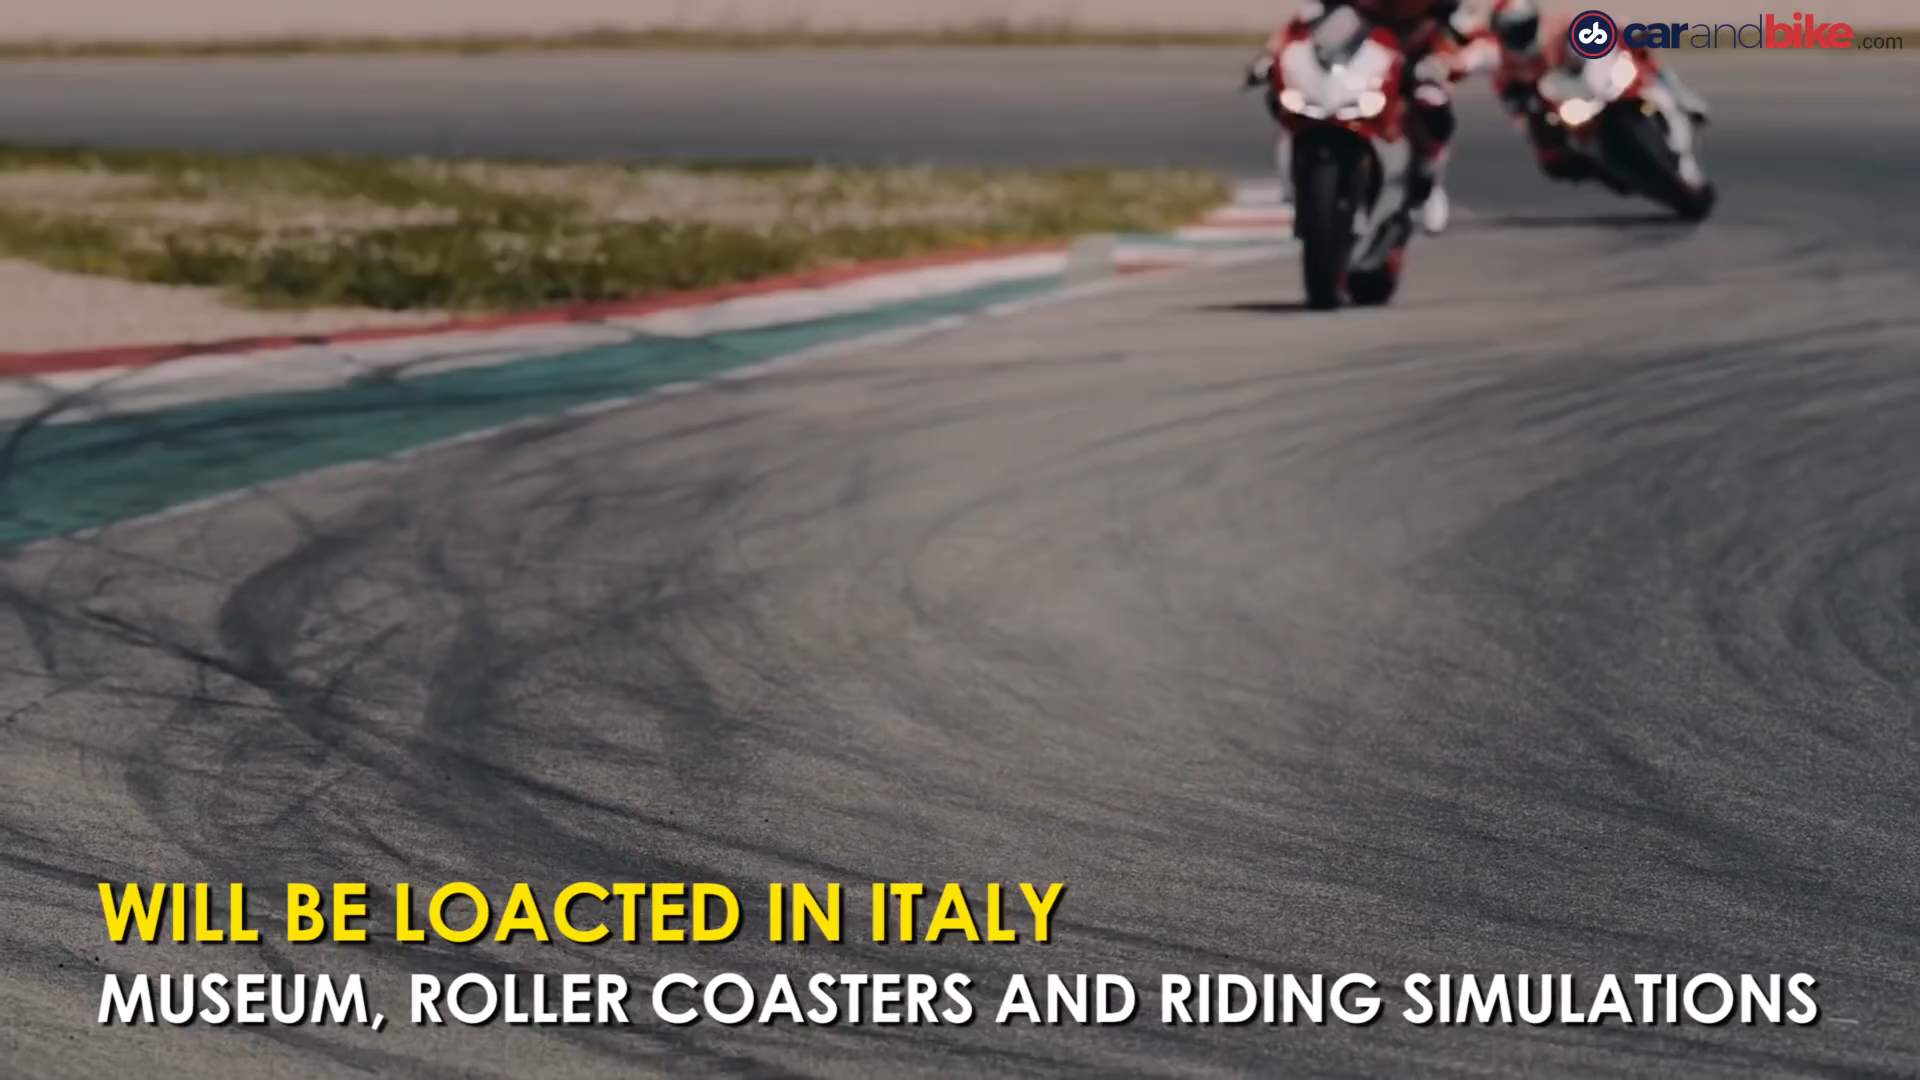 carandbike.com
WILL BE LOACTED IN ITALY
MUSEUM, ROLLER COASTERS AND RIDING SIMULATIONS